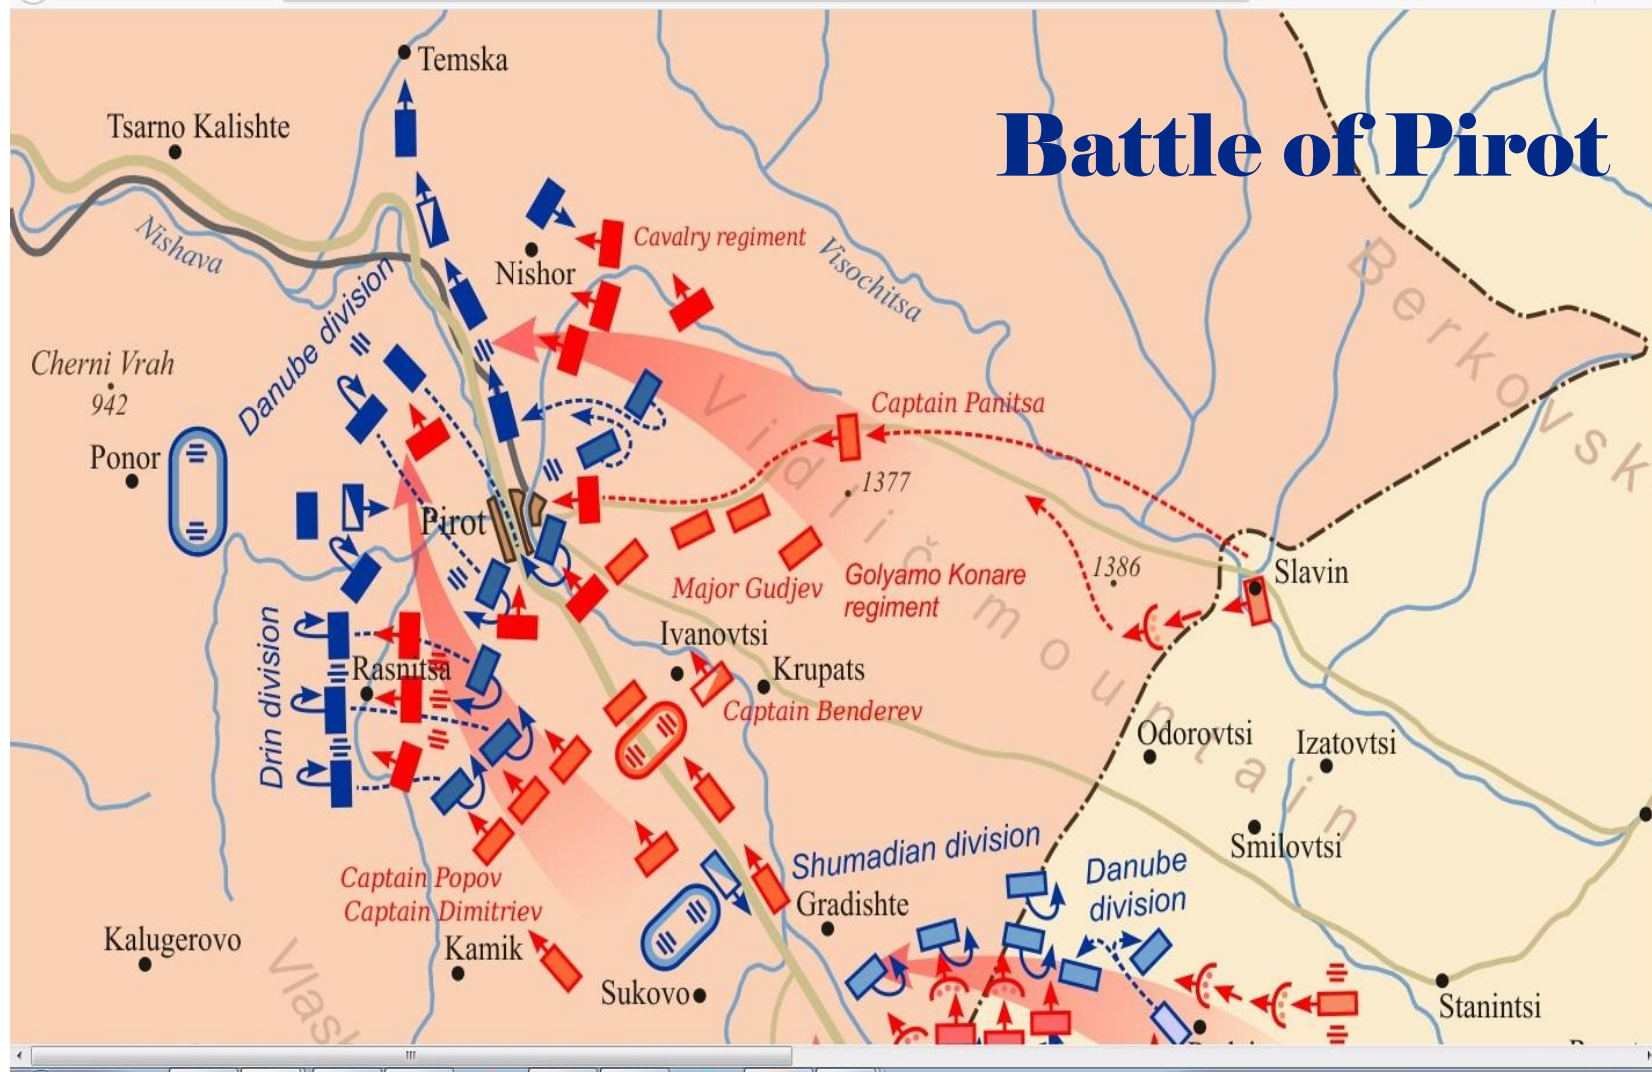 Temska
Battle of Pirot
Tsarno Kalishte
Nishava
Cavalry regiment
Nishor
Visochitsa
Berkovsk
Danube division
Cherni Vrah
942
Captain Panitsa
Vidlič mountain
Ponor
1377
Pirot
1386
Slavin
Major Gudjev
Golyamo Konare
regiment
Drin division
Ivanovtsi
Rasnitsa
Krupats
Captain Benderev
Odorovtsi
Izatovtsi
Smilovtsi
Shumadian division
Danube
division
Captain Popov
Captain Dimitriev
Gradishte
Kalugerovo
Kamik
Vlask
Sukovo
Stanintsi